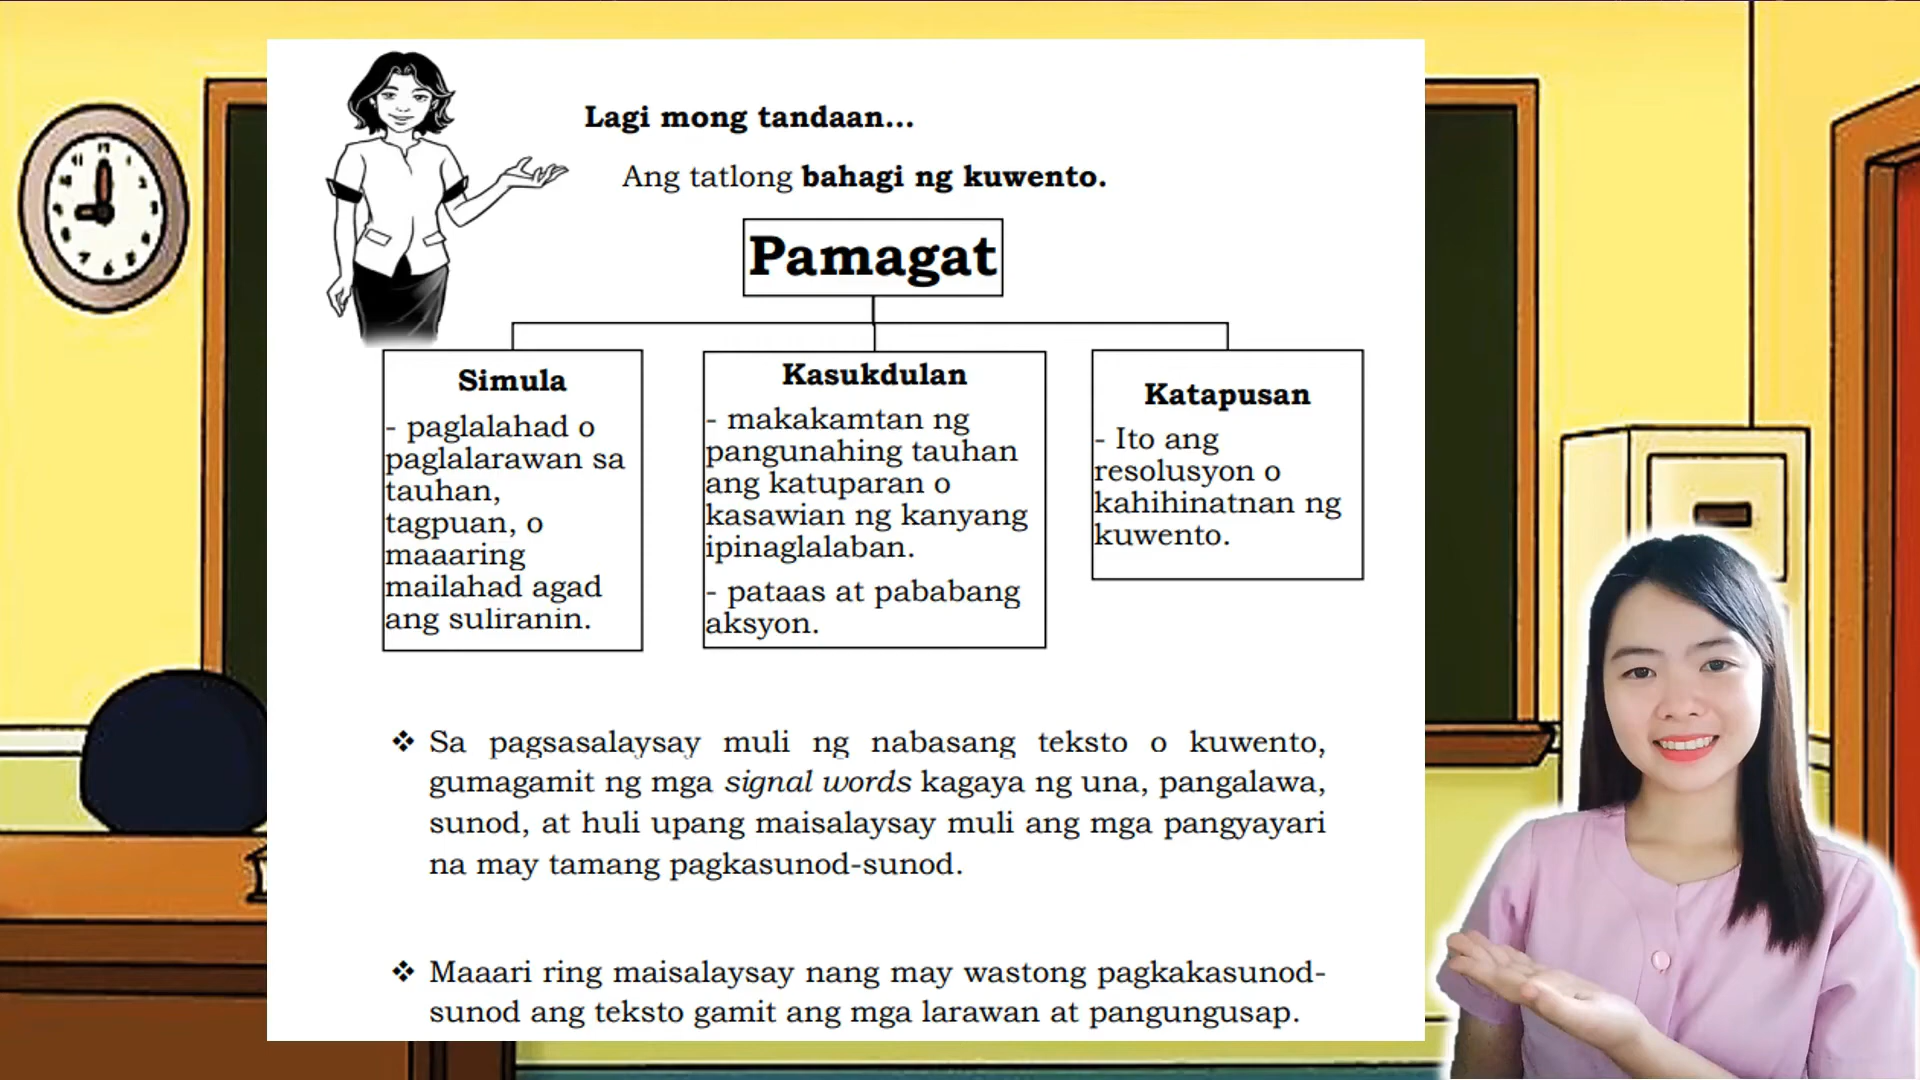 Lagi mong tandaan...
Ang tatlong bahagi ng kuwento.
Pamagat
Simula
- paglalahad o
paglalarawan sa
tauhan,
tagpuan, o
maaaring
mailahad agad
ang suliranin.
Kasukdulan
- makakamtan ng
pangunahing tauhan
ang katuparan o
kasawian ng kanyang
ipinaglalaban.
- pataas at pababang
aksyon.
Katapusan
- Ito ang
resolusyon o
kahihinatnan ng
kuwento.
❖ Sa pagsasalaysay muli ng nabasang teksto o kuwento,
gumagamit ng mga signal words kagaya ng una, pangalawa,
sunod, at huli upang maisalaysay muli ang mga pangyayari
na may tamang pagkasunod-sunod.
❖ Maaari ring maisalaysay nang may wastong pagkakasunod-
sunod ang teksto gamit ang mga larawan at pangungusap.